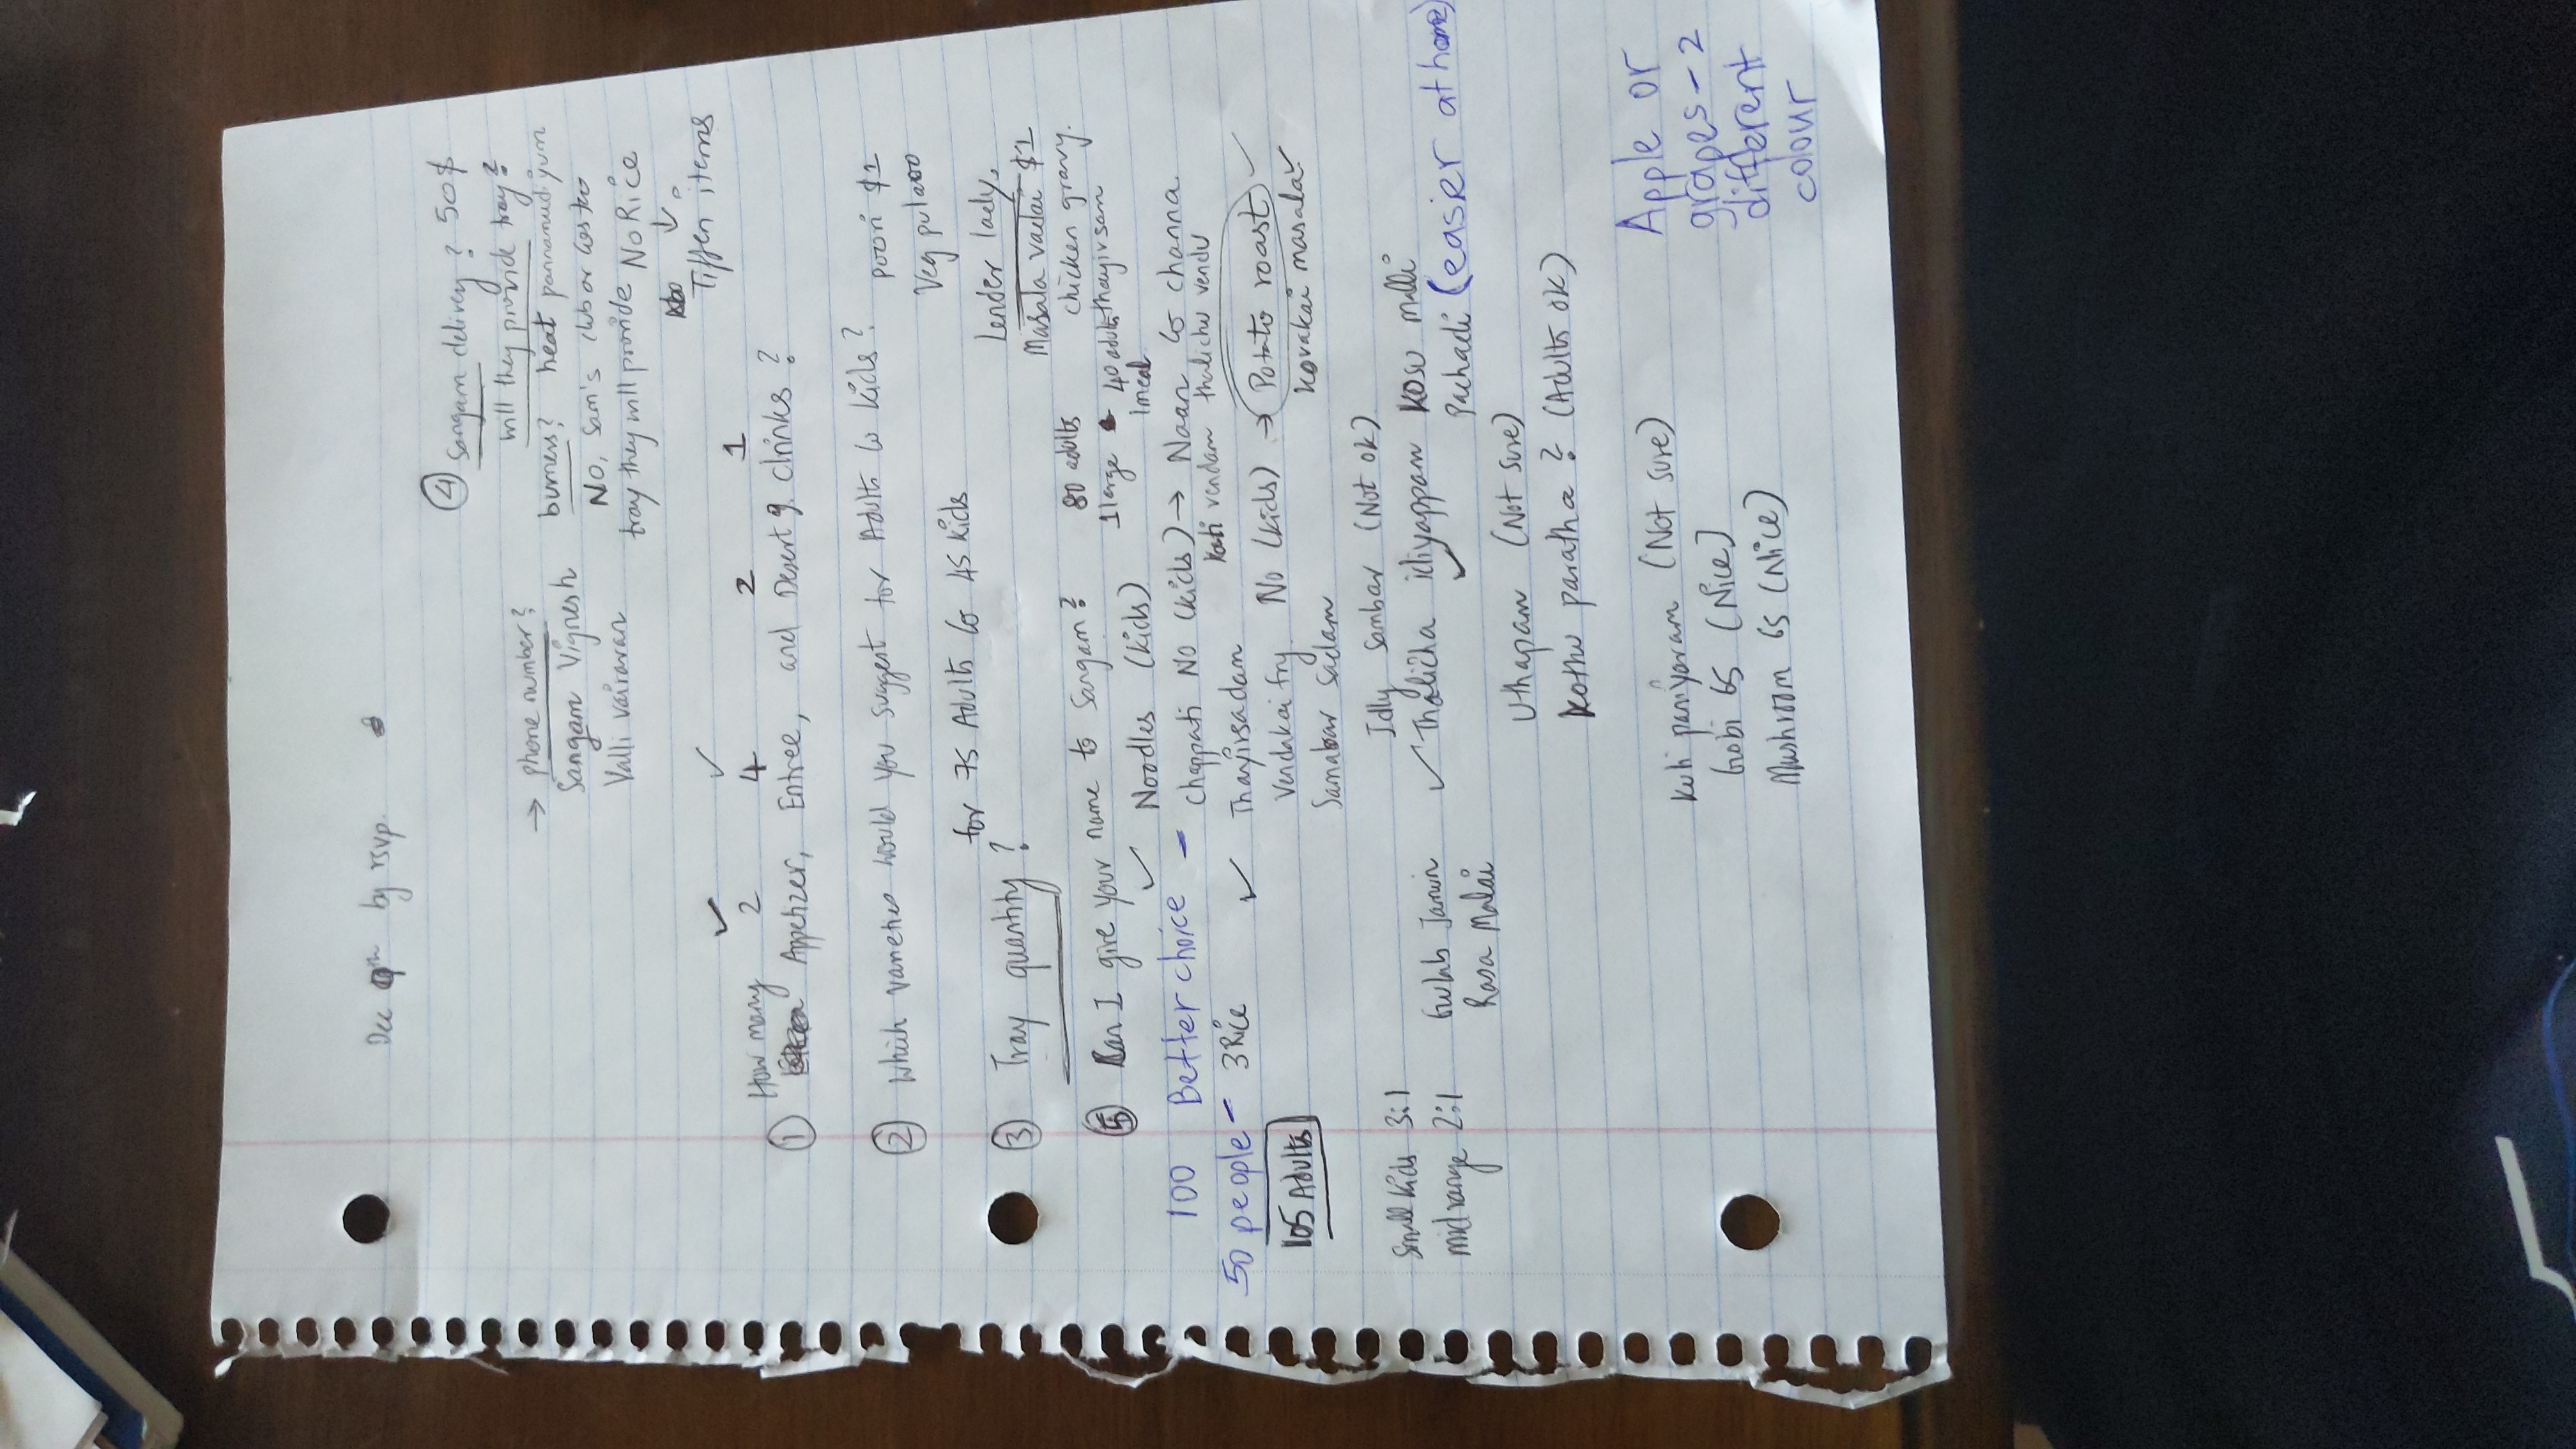 Dec 9th by rsvp.
④ Sangam delivery? 50$
will they provide tray?
→ phone number?
burners? heat pannamudiyum
Sangam Vignesh
No, Sam's club or Costco
Valli vairavan
tray they will provide No Rice
↓
Tiffen items
✓ ✓
How many 2 4 2 1
① Appetizer, Entree, and Desert, drinks?
② Which varieties would you suggest for Adults & kids?
poori $1
Veg pulavo
for 75 Adults & 45 kids
③ Tray quantity?
Lender lady,
Masala vadai $1
chicken gravy.
⑤ Can I give your name to Sangam?
80 adults
1 large 40 adults thayirsam
1 meal
✓ Noodles (kids)
100 Better choice -
Chappati NO (kids) → Naan & channa.
vendam thalichu vendu
50 people - 3 Rice ✓ Thayirsadam
Vendakai fry No (kids) → Potato roast ✓
105 Adults
Kovakai masala ✓
Samabar Sadam
Idly Sambar (Not ok)
Small kids 3:1
✓ Thalicha idiyappam Kosu malli
mid range 2:1 Gulab Jamin
✓ Pachadi (easier at home)
Rasa Malai
Uthapam (Not sure)
Kothu paratha? (Adults ok)
Kuli paniyaram (Not sure)
Gobi 65 (Nice)
Mushroom 65 (Nice)
Apple or
grapes - 2
different
colour